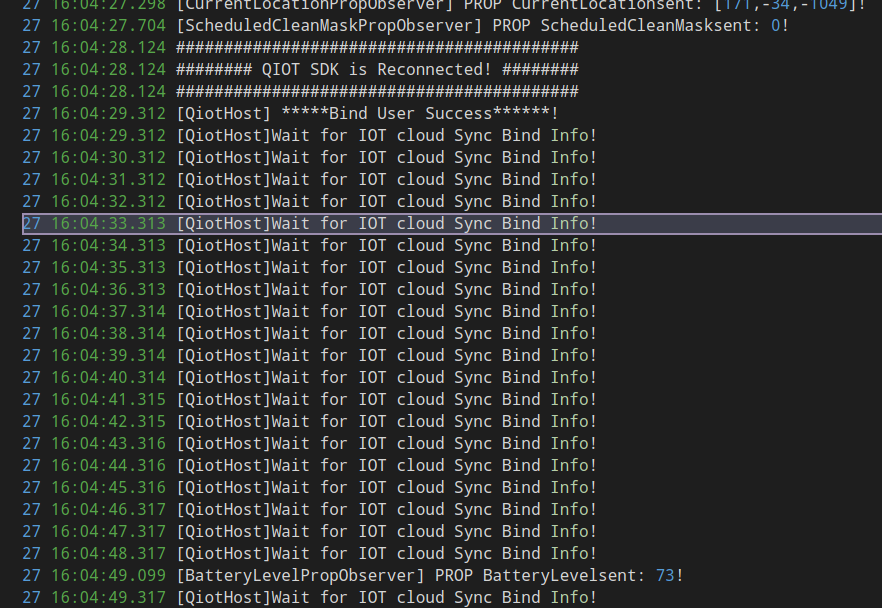 27 16:04:27.298 [CurrentLocationPropObserver] PROP CurrentLocationsent: [171,-34,-1049]!
27 16:04:27.704 [ScheduledCleanMaskPropObserver] PROP ScheduledCleanMasksent: 0!
27 16:04:28.124 ##########################################
27 16:04:28.124 ######## QIOT SDK is Reconnected! ########
27 16:04:28.124 ##########################################
27 16:04:29.312 [QiotHost] *****Bind User Success******!
27 16:04:29.312 [QiotHost]Wait for IOT cloud Sync Bind Info!
27 16:04:30.312 [QiotHost]Wait for IOT cloud Sync Bind Info!
27 16:04:31.312 [QiotHost]Wait for IOT cloud Sync Bind Info!
27 16:04:32.312 [QiotHost]Wait for IOT cloud Sync Bind Info!
27 16:04:33.313 [QiotHost]Wait for IOT cloud Sync Bind Info!
27 16:04:34.313 [QiotHost]Wait for IOT cloud Sync Bind Info!
27 16:04:35.313 [QiotHost]Wait for IOT cloud Sync Bind Info!
27 16:04:36.313 [QiotHost]Wait for IOT cloud Sync Bind Info!
27 16:04:37.314 [QiotHost]Wait for IOT cloud Sync Bind Info!
27 16:04:38.314 [QiotHost]Wait for IOT cloud Sync Bind Info!
27 16:04:39.314 [QiotHost]Wait for IOT cloud Sync Bind Info!
27 16:04:40.314 [QiotHost]Wait for IOT cloud Sync Bind Info!
27 16:04:41.315 [QiotHost]Wait for IOT cloud Sync Bind Info!
27 16:04:42.315 [QiotHost]Wait for IOT cloud Sync Bind Info!
27 16:04:43.316 [QiotHost]Wait for IOT cloud Sync Bind Info!
27 16:04:44.316 [QiotHost]Wait for IOT cloud Sync Bind Info!
27 16:04:45.316 [QiotHost]Wait for IOT cloud Sync Bind Info!
27 16:04:46.317 [QiotHost]Wait for IOT cloud Sync Bind Info!
27 16:04:47.317 [QiotHost]Wait for IOT cloud Sync Bind Info!
27 16:04:48.317 [QiotHost]Wait for IOT cloud Sync Bind Info!
27 16:04:49.099 [BatteryLevelPropObserver] PROP BatteryLevelsent: 73!
27 16:04:49.317 [QiotHost]Wait for IOT cloud Sync Bind Info!